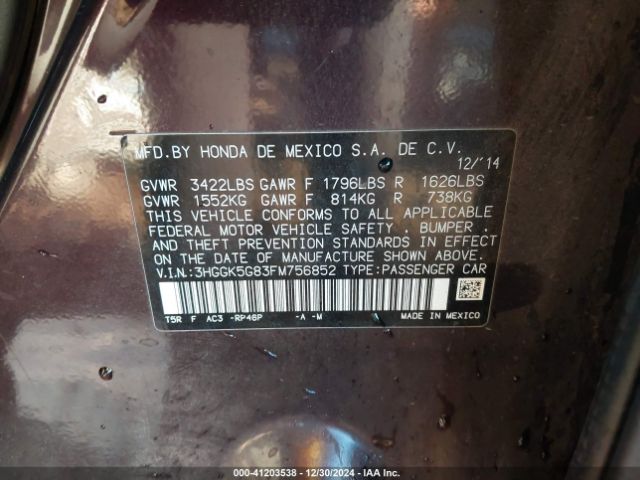 MFD.BY HONDA DE MEXICO S.A. DE C.V.
12/'14
GVWR 3422LBS GAWR F 1796LBS R 1626LBS
GVWR 1552KG GAWR F 814KG R 738KG
THIS VEHICLE CONFORMS TO ALL APPLICABLE
FEDERAL MOTOR VEHICLE SAFETY, BUMPER,
AND THEFT PREVENTION STANDARDS IN EFFECT
ON THE DATE OF MANUFACTURE SHOWN ABOVE.
V.I.N:3HGGK5G83FM756852 TYPE:PASSENGER CAR
T5R F AC3 -RP46P -A -M MADE IN MEXICO
000-41203538 - 12/30/2024 - IAA Inc.